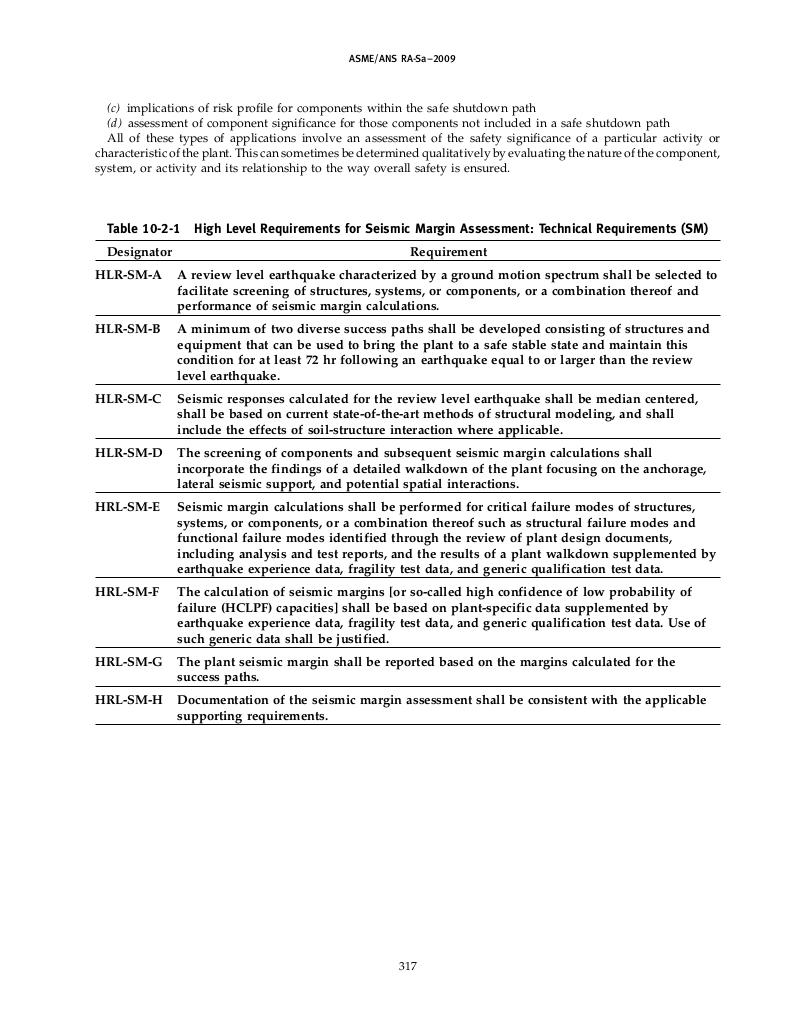 ASME/ANS RA-Sa–2009
(c) implications of risk profile for components within the safe shutdown path
(d) assessment of component significance for those components not included in a safe shutdown path
All of these types of applications involve an assessment of the safety significance of a particular activity or
characteristic of the plant. This can sometimes be determined qualitatively by evaluating the nature of the component,
system, or activity and its relationship to the way overall safety is ensured.
Table 10-2-1 High Level Requirements for Seismic Margin Assessment: Technical Requirements (SM)
Designator Requirement
HLR-SM-A A review level earthquake characterized by a ground motion spectrum shall be selected to
facilitate screening of structures, systems, or components, or a combination thereof and
performance of seismic margin calculations.
HLR-SM-B A minimum of two diverse success paths shall be developed consisting of structures and
equipment that can be used to bring the plant to a safe stable state and maintain this
condition for at least 72 hr following an earthquake equal to or larger than the review
level earthquake.
HLR-SM-C Seismic responses calculated for the review level earthquake shall be median centered,
shall be based on current state-of-the-art methods of structural modeling, and shall
include the effects of soil-structure interaction where applicable.
HLR-SM-D The screening of components and subsequent seismic margin calculations shall
incorporate the findings of a detailed walkdown of the plant focusing on the anchorage,
lateral seismic support, and potential spatial interactions.
HRL-SM-E Seismic margin calculations shall be performed for critical failure modes of structures,
systems, or components, or a combination thereof such as structural failure modes and
functional failure modes identified through the review of plant design documents,
including analysis and test reports, and the results of a plant walkdown supplemented by
earthquake experience data, fragility test data, and generic qualification test data.
HRL-SM-F The calculation of seismic margins [or so-called high confidence of low probability of
failure (HCLPF) capacities] shall be based on plant-specific data supplemented by
earthquake experience data, fragility test data, and generic qualification test data. Use of
such generic data shall be justified.
HRL-SM-G The plant seismic margin shall be reported based on the margins calculated for the
success paths.
HRL-SM-H Documentation of the seismic margin assessment shall be consistent with the applicable
supporting requirements.
317